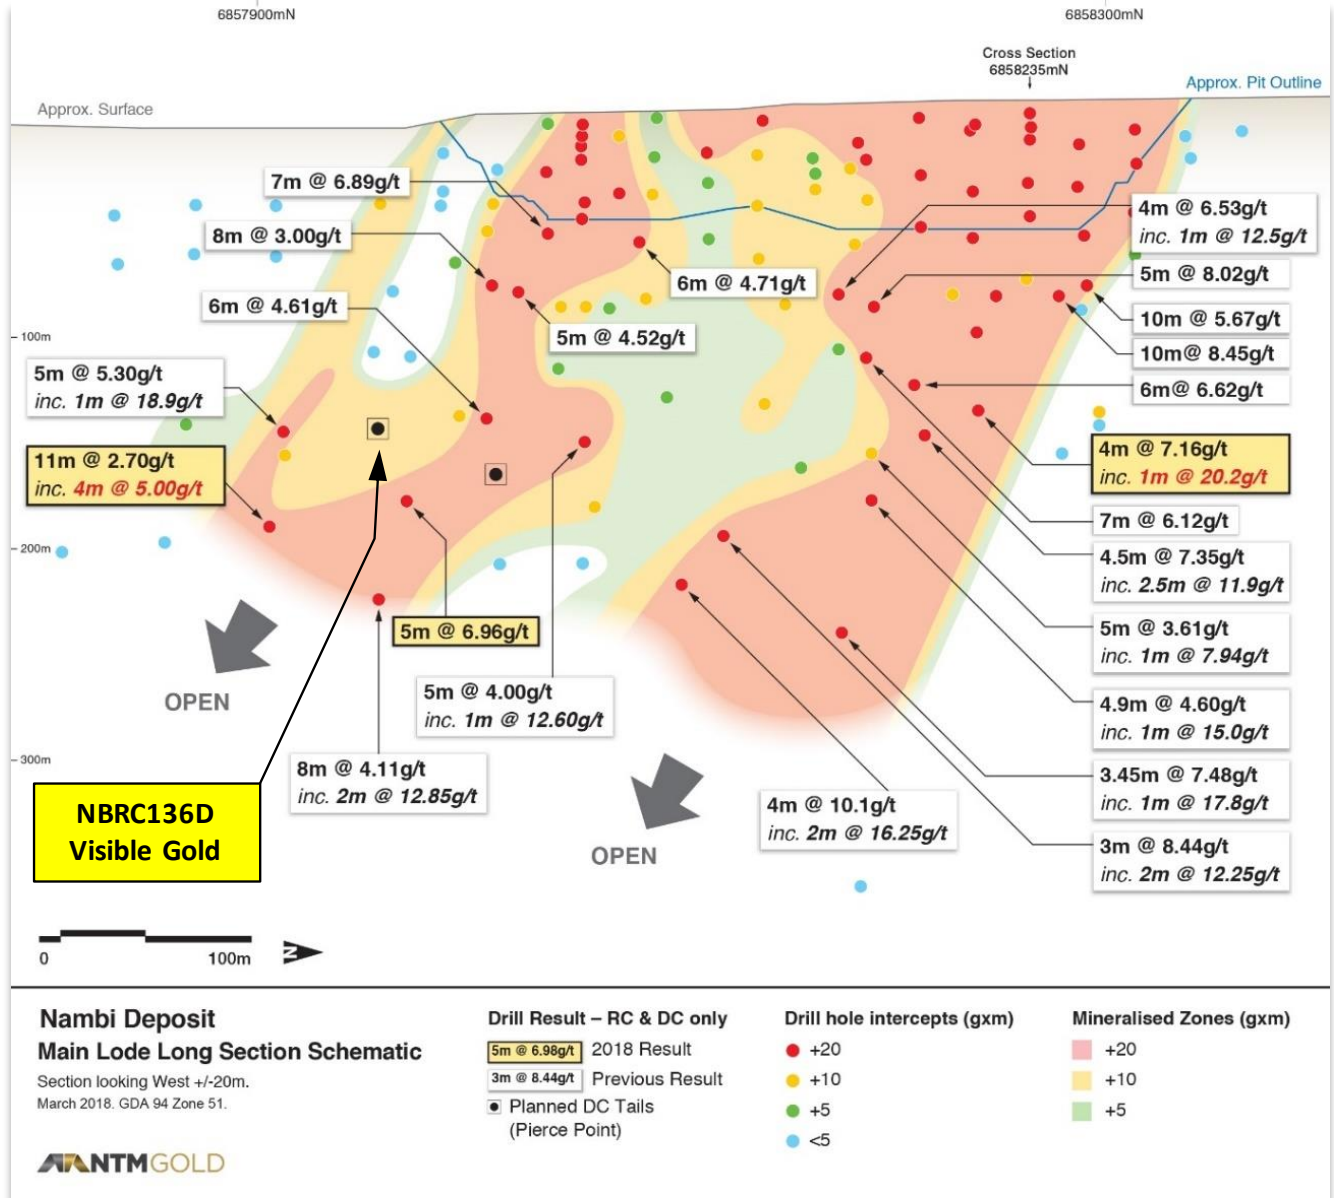 6857900mN
6858300mN
Cross Section
6858235mN
Approx. Pit Outline
Approx. Surface
7m @ 6.89g/t
8m @ 3.00g/t
6m @ 4.61g/t
5m @ 5.30g/t
inc. 1m @ 18.9g/t
11m @ 2.70g/t
inc. 4m @ 5.00g/t
100m
200m
300m
6m @ 4.71g/t
5m @ 4.52g/t
4m @ 6.53g/t
inc. 1m @ 12.5g/t
5m @ 8.02g/t
10m @ 5.67g/t
10m@ 8.45g/t
6m@ 6.62g/t
4m @ 7.16g/t
inc. 1m @ 20.2g/t
7m @ 6.12g/t
4.5m @ 7.35g/t
inc. 2.5m @ 11.9g/t
5m @ 3.61g/t
inc. 1m @ 7.94g/t
4.9m @ 4.60g/t
inc. 1m @ 15.0g/t
3.45m @ 7.48g/t
inc. 1m @ 17.8g/t
3m @ 8.44g/t
inc. 2m @ 12.25g/t
5m @ 6.96g/t
5m @ 4.00g/t
inc. 1m @ 12.60g/t
8m @ 4.11g/t
inc. 2m @ 12.85g/t
4m @ 10.1g/t
inc. 2m @ 16.25g/t
OPEN
OPEN
NBRC136D
Visible Gold
0 100m
N
Nambi Deposit
Main Lode Long Section Schematic
Section looking West +/-20m.
March 2018. GDA 94 Zone 51.
NTMGOLD
Drill Result – RC & DC only
5m @ 6.98g/t 2018 Result
3m @ 8.44g/t Previous Result
Planned DC Tails
(Pierce Point)
Drill hole intercepts (gxm)
+20
+10
+5
<5
Mineralised Zones (gxm)
+20
+10
+5